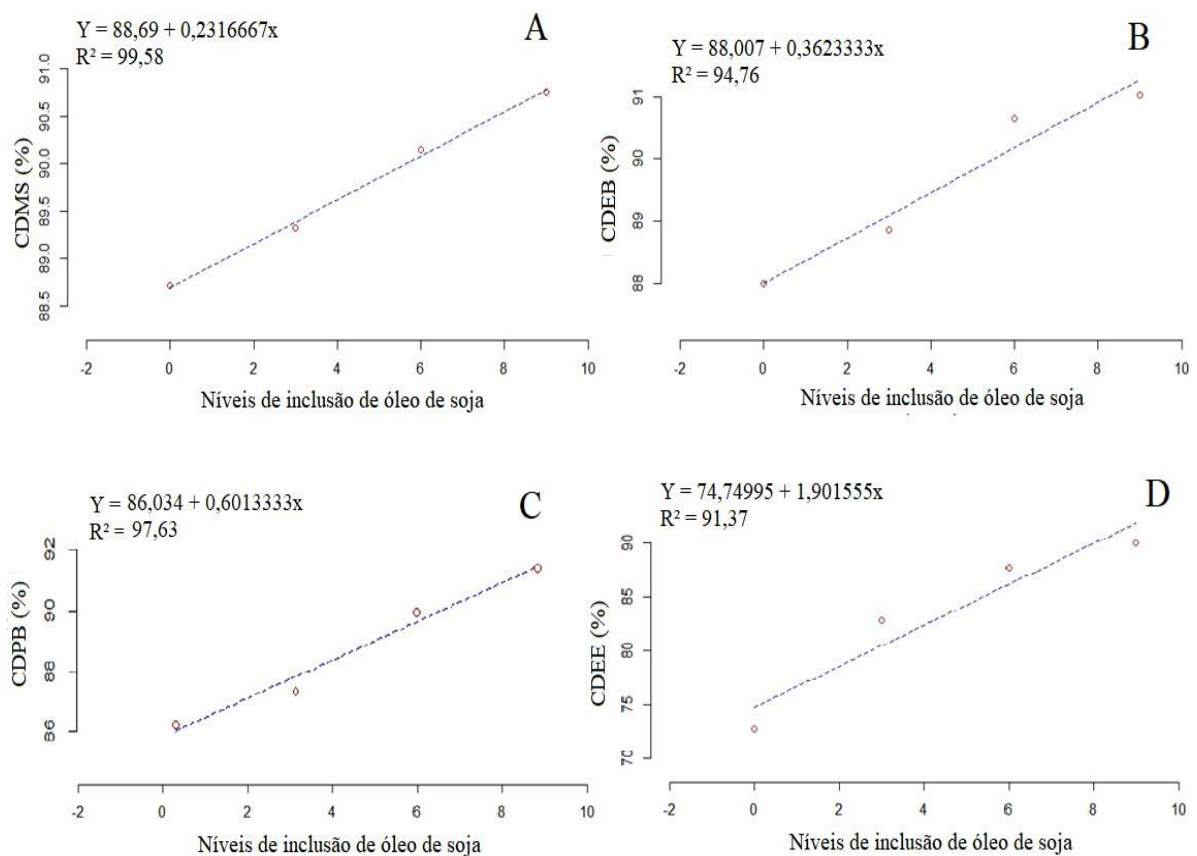 Y = 88,69 + 0,2316667x
R² = 99,58
A
CDMS (%)
91.0
90.5
90.0
89.5
89.0
88.5
-2 0 2 4 6 8 10
Níveis de inclusão de óleo de soja
Y = 88,007 + 0,3623333x
R² = 94,76
B
CDEB (%)
91
90
89
88
-2 0 2 4 6 8 10
Níveis de inclusão de óleo de soja
Y = 86,034 + 0,6013333x
R² = 97,63
C
CDPB (%)
92
90
88
86
-2 0 2 4 6 8 10
Níveis de inclusão de óleo de soja
Y = 74,74995 + 1,901555x
R² = 91,37
D
CDEE (%)
90
85
80
75
70
-2 0 2 4 6 8 10
Níveis de inclusão de óleo de soja